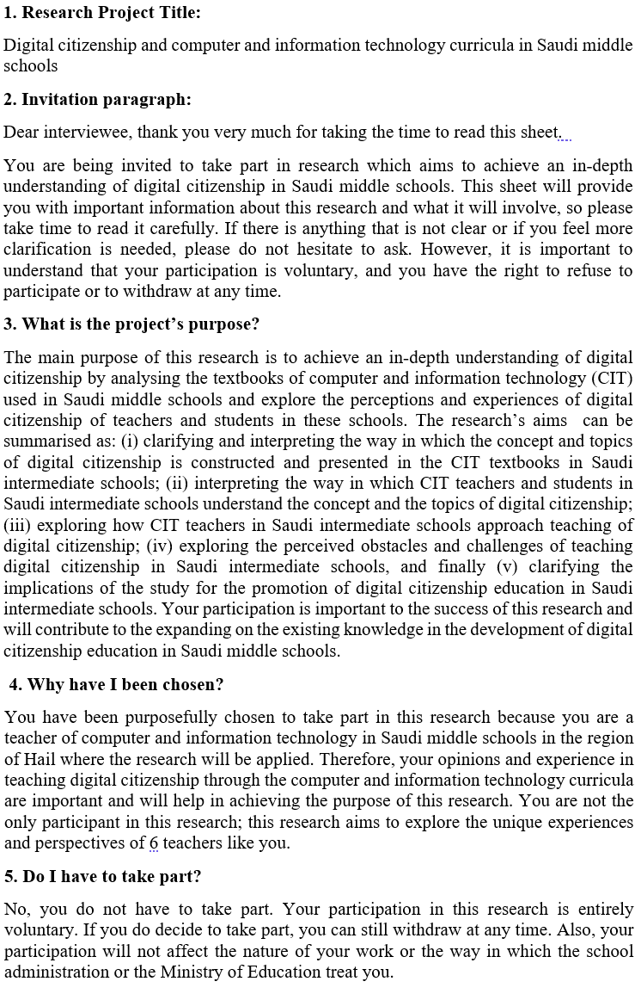 1. Research Project Title:
Digital citizenship and computer and information technology curricula in Saudi middle
schools
2. Invitation paragraph:
Dear interviewee, thank you very much for taking the time to read this sheet.
You are being invited to take part in research which aims to achieve an in-depth
understanding of digital citizenship in Saudi middle schools. This sheet will provide
you with important information about this research and what it will involve, so please
take time to read it carefully. If there is anything that is not clear or if you feel more
clarification is needed, please do not hesitate to ask. However, it is important to
understand that your participation is voluntary, and you have the right to refuse to
participate or to withdraw at any time.
3. What is the project’s purpose?
The main purpose of this research is to achieve an in-depth understanding of digital
citizenship by analysing the textbooks of computer and information technology (CIT)
used in Saudi middle schools and explore the perceptions and experiences of digital
citizenship of teachers and students in these schools. The research’s aims can be
summarised as: (i) clarifying and interpreting the way in which the concept and topics
of digital citizenship is constructed and presented in the CIT textbooks in Saudi
intermediate schools; (ii) interpreting the way in which CIT teachers and students in
Saudi intermediate schools understand the concept and the topics of digital citizenship;
(iii) exploring how CIT teachers in Saudi intermediate schools approach teaching of
digital citizenship; (iv) exploring the perceived obstacles and challenges of teaching
digital citizenship in Saudi intermediate schools, and finally (v) clarifying the
implications of the study for the promotion of digital citizenship education in Saudi
intermediate schools. Your participation is important to the success of this research and
will contribute to the expanding on the existing knowledge in the development of digital
citizenship education in Saudi middle schools.
4. Why have I been chosen?
You have been purposefully chosen to take part in this research because you are a
teacher of computer and information technology in Saudi middle schools in the region
of Hail where the research will be applied. Therefore, your opinions and experience in
teaching digital citizenship through the computer and information technology curricula
are important and will help in achieving the purpose of this research. You are not the
only participant in this research; this research aims to explore the unique experiences
and perspectives of 6 teachers like you.
5. Do I have to take part?
No, you do not have to take part. Your participation in this research is entirely
voluntary. If you do decide to take part, you can still withdraw at any time. Also, your
participation will not affect the nature of your work or the way in which the school
administration or the Ministry of Education treat you.